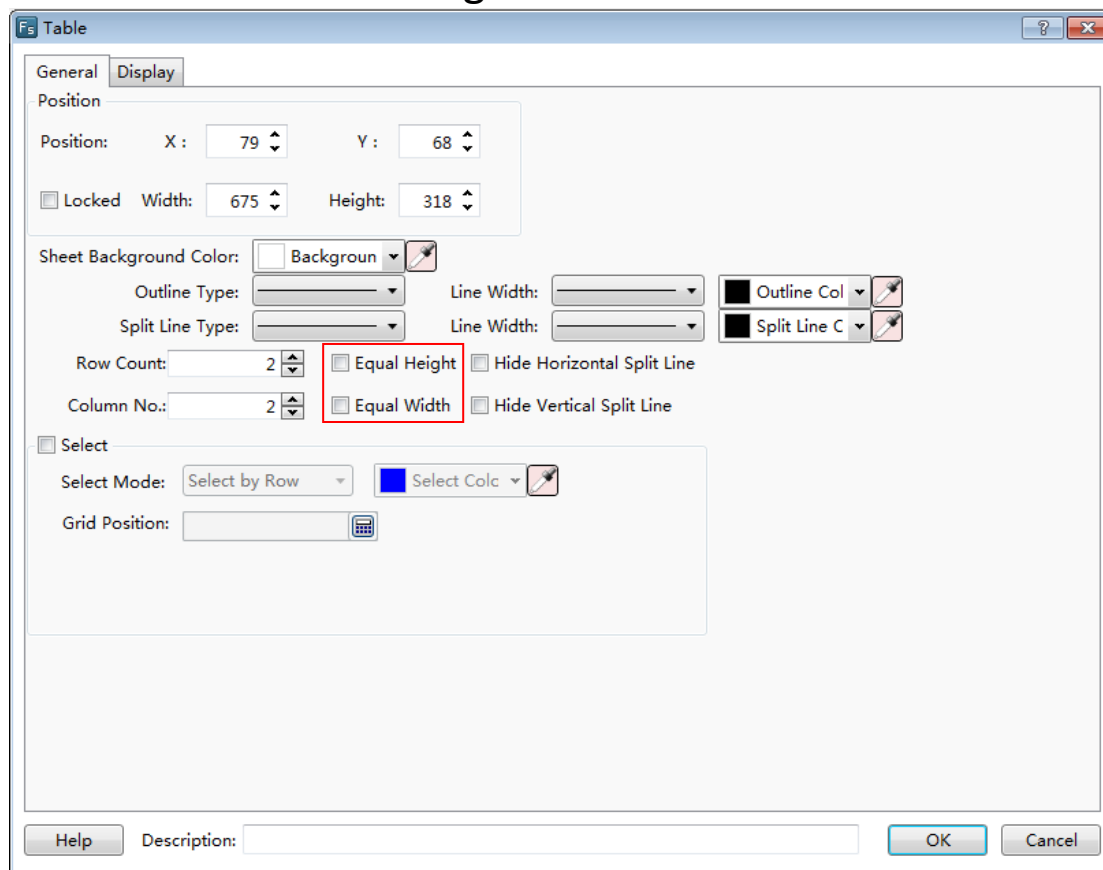 Fs Table
General Display
Position
Position: X : 79 Y : 68
Locked Width: 675 Height: 318
Sheet Background Color: Backgroun
Outline Type: Line Width: Outline Col
Split Line Type: Line Width: Split Line C
Row Count: 2 Equal Height Hide Horizontal Split Line
Column No.: 2 Equal Width Hide Vertical Split Line
Select
Select Mode: Select by Row Select Colc
Grid Position:
Help Description: OK Cancel